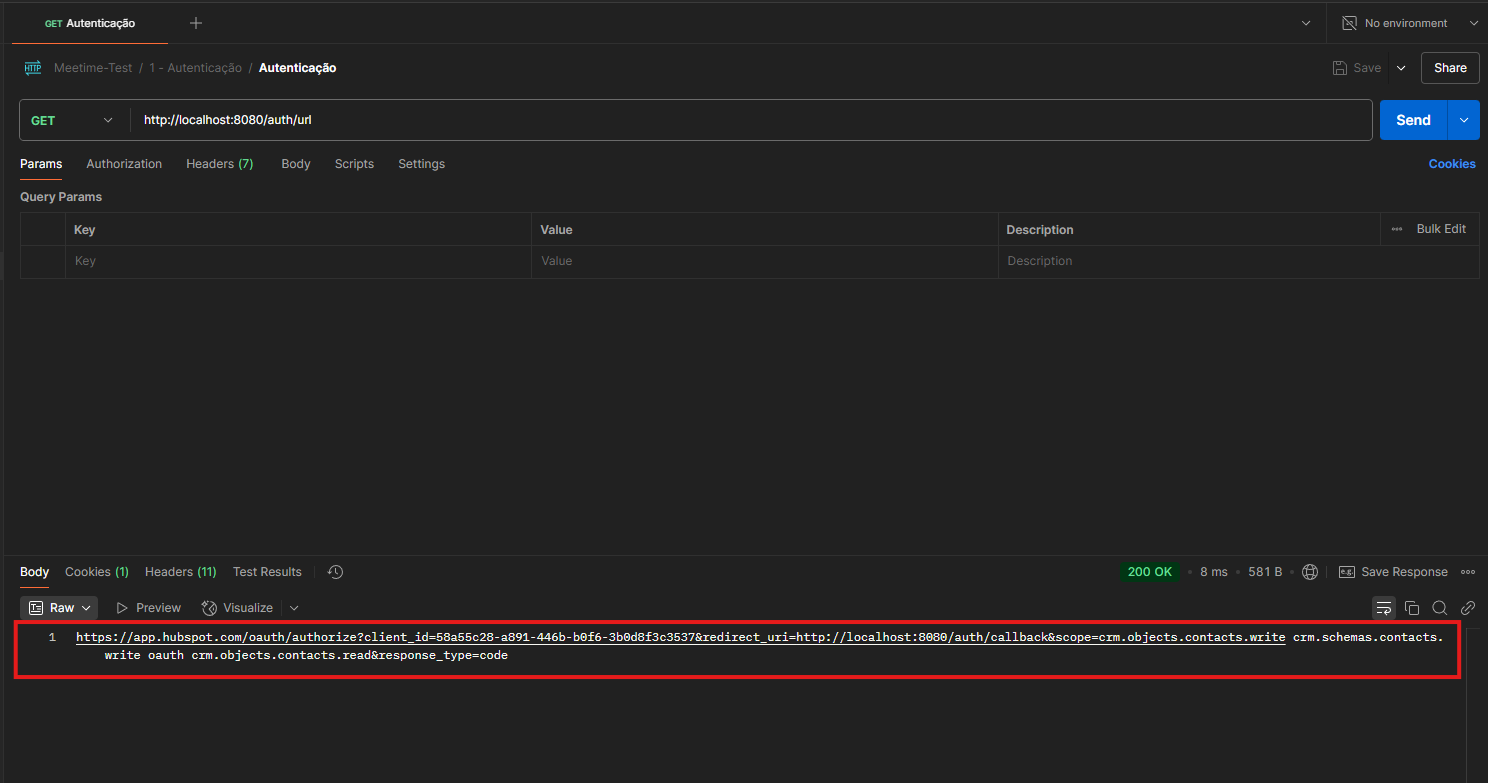 GET Autenticação
No environment
HTTP Meetime-Test / 1 - Autenticação / Autenticação
Save
Share
GET
http://localhost:8080/auth/url
Send
Params Authorization Headers (7) Body Scripts Settings
Cookies
Query Params
Key Value Description Bulk Edit
Key Value Description
Body Cookies (1) Headers (11) Test Results
200 OK • 8 ms • 581 B • e.g. Save Response
Raw Preview Visualize
1 https://app.hubspot.com/oauth/authorize?client_id=58a55c28-a891-446b-b0f6-3b0d8f3c3537&redirect_uri=http://localhost:8080/auth/callback&scope=crm.objects.contacts.write crm.schemas.contacts.
write oauth crm.objects.contacts.read&response_type=code